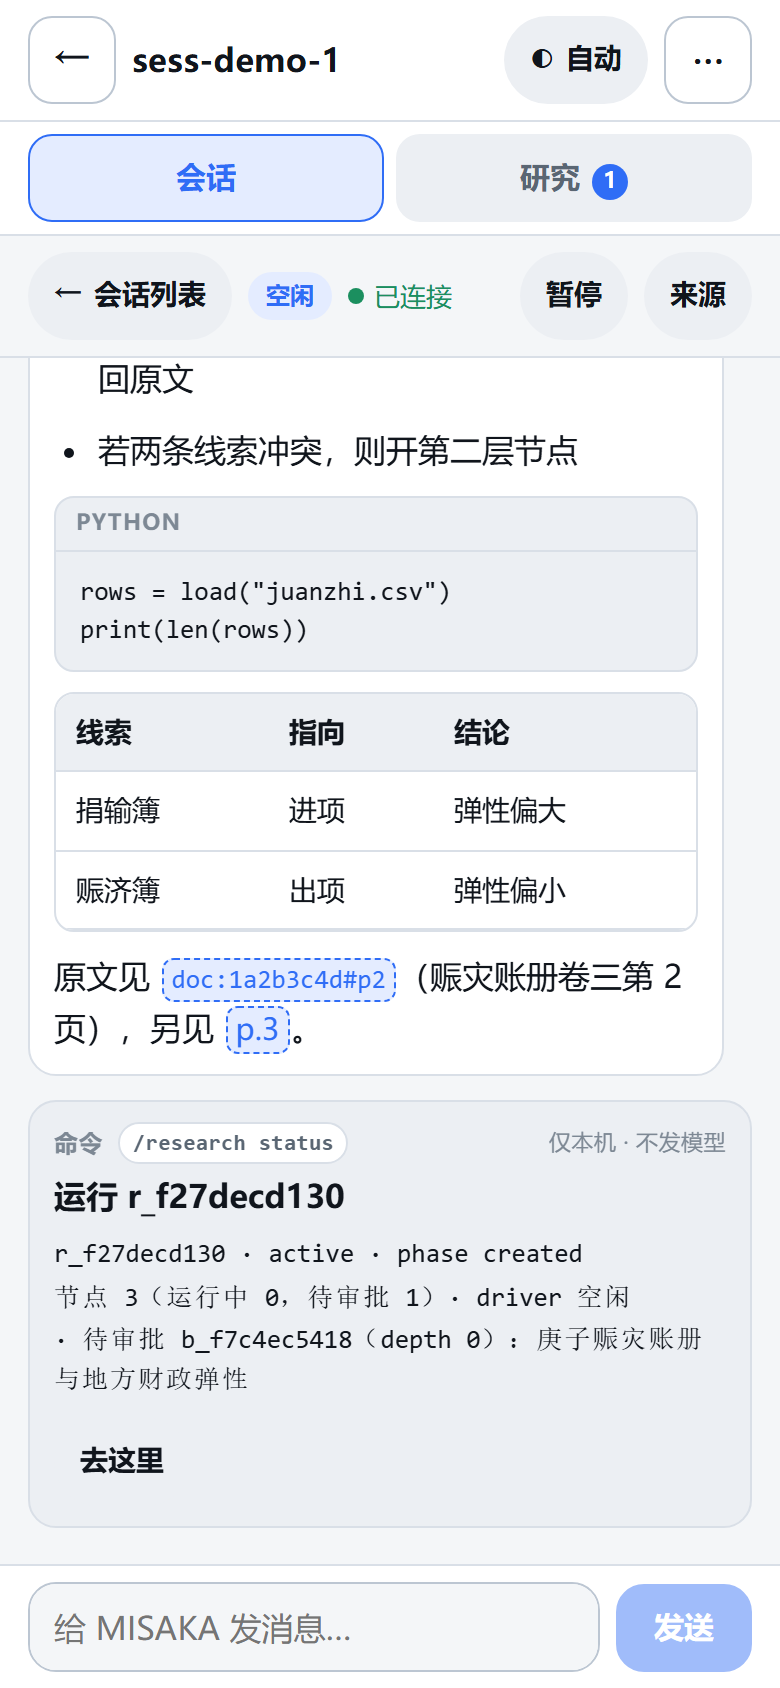 ← sess-demo-1 ◐ 自动 ...
会话 研究 1
← 会话列表 空闲 ● 已连接 暂停 来源
回原文
• 若两条线索冲突，则开第二层节点
PYTHON
rows = load("juanzhi.csv")
print(len(rows))
线索 指向 结论
捐输簿 进项 弹性偏大
赈济簿 出项 弹性偏小
原文见 doc:1a2b3c4d#p2（赈灾账册卷三第 2
页），另见 p.3。
命令 /research status 仅本机 · 不发模型
运行 r_f27decd130
r_f27decd130 · active · phase created
节点 3（运行中 0，待审批 1）· driver 空闲
· 待审批 b_f7c4ec5418（depth 0）：庚子赈灾账册
与地方财政弹性
去这里
给 MISAKA 发消息... 发送